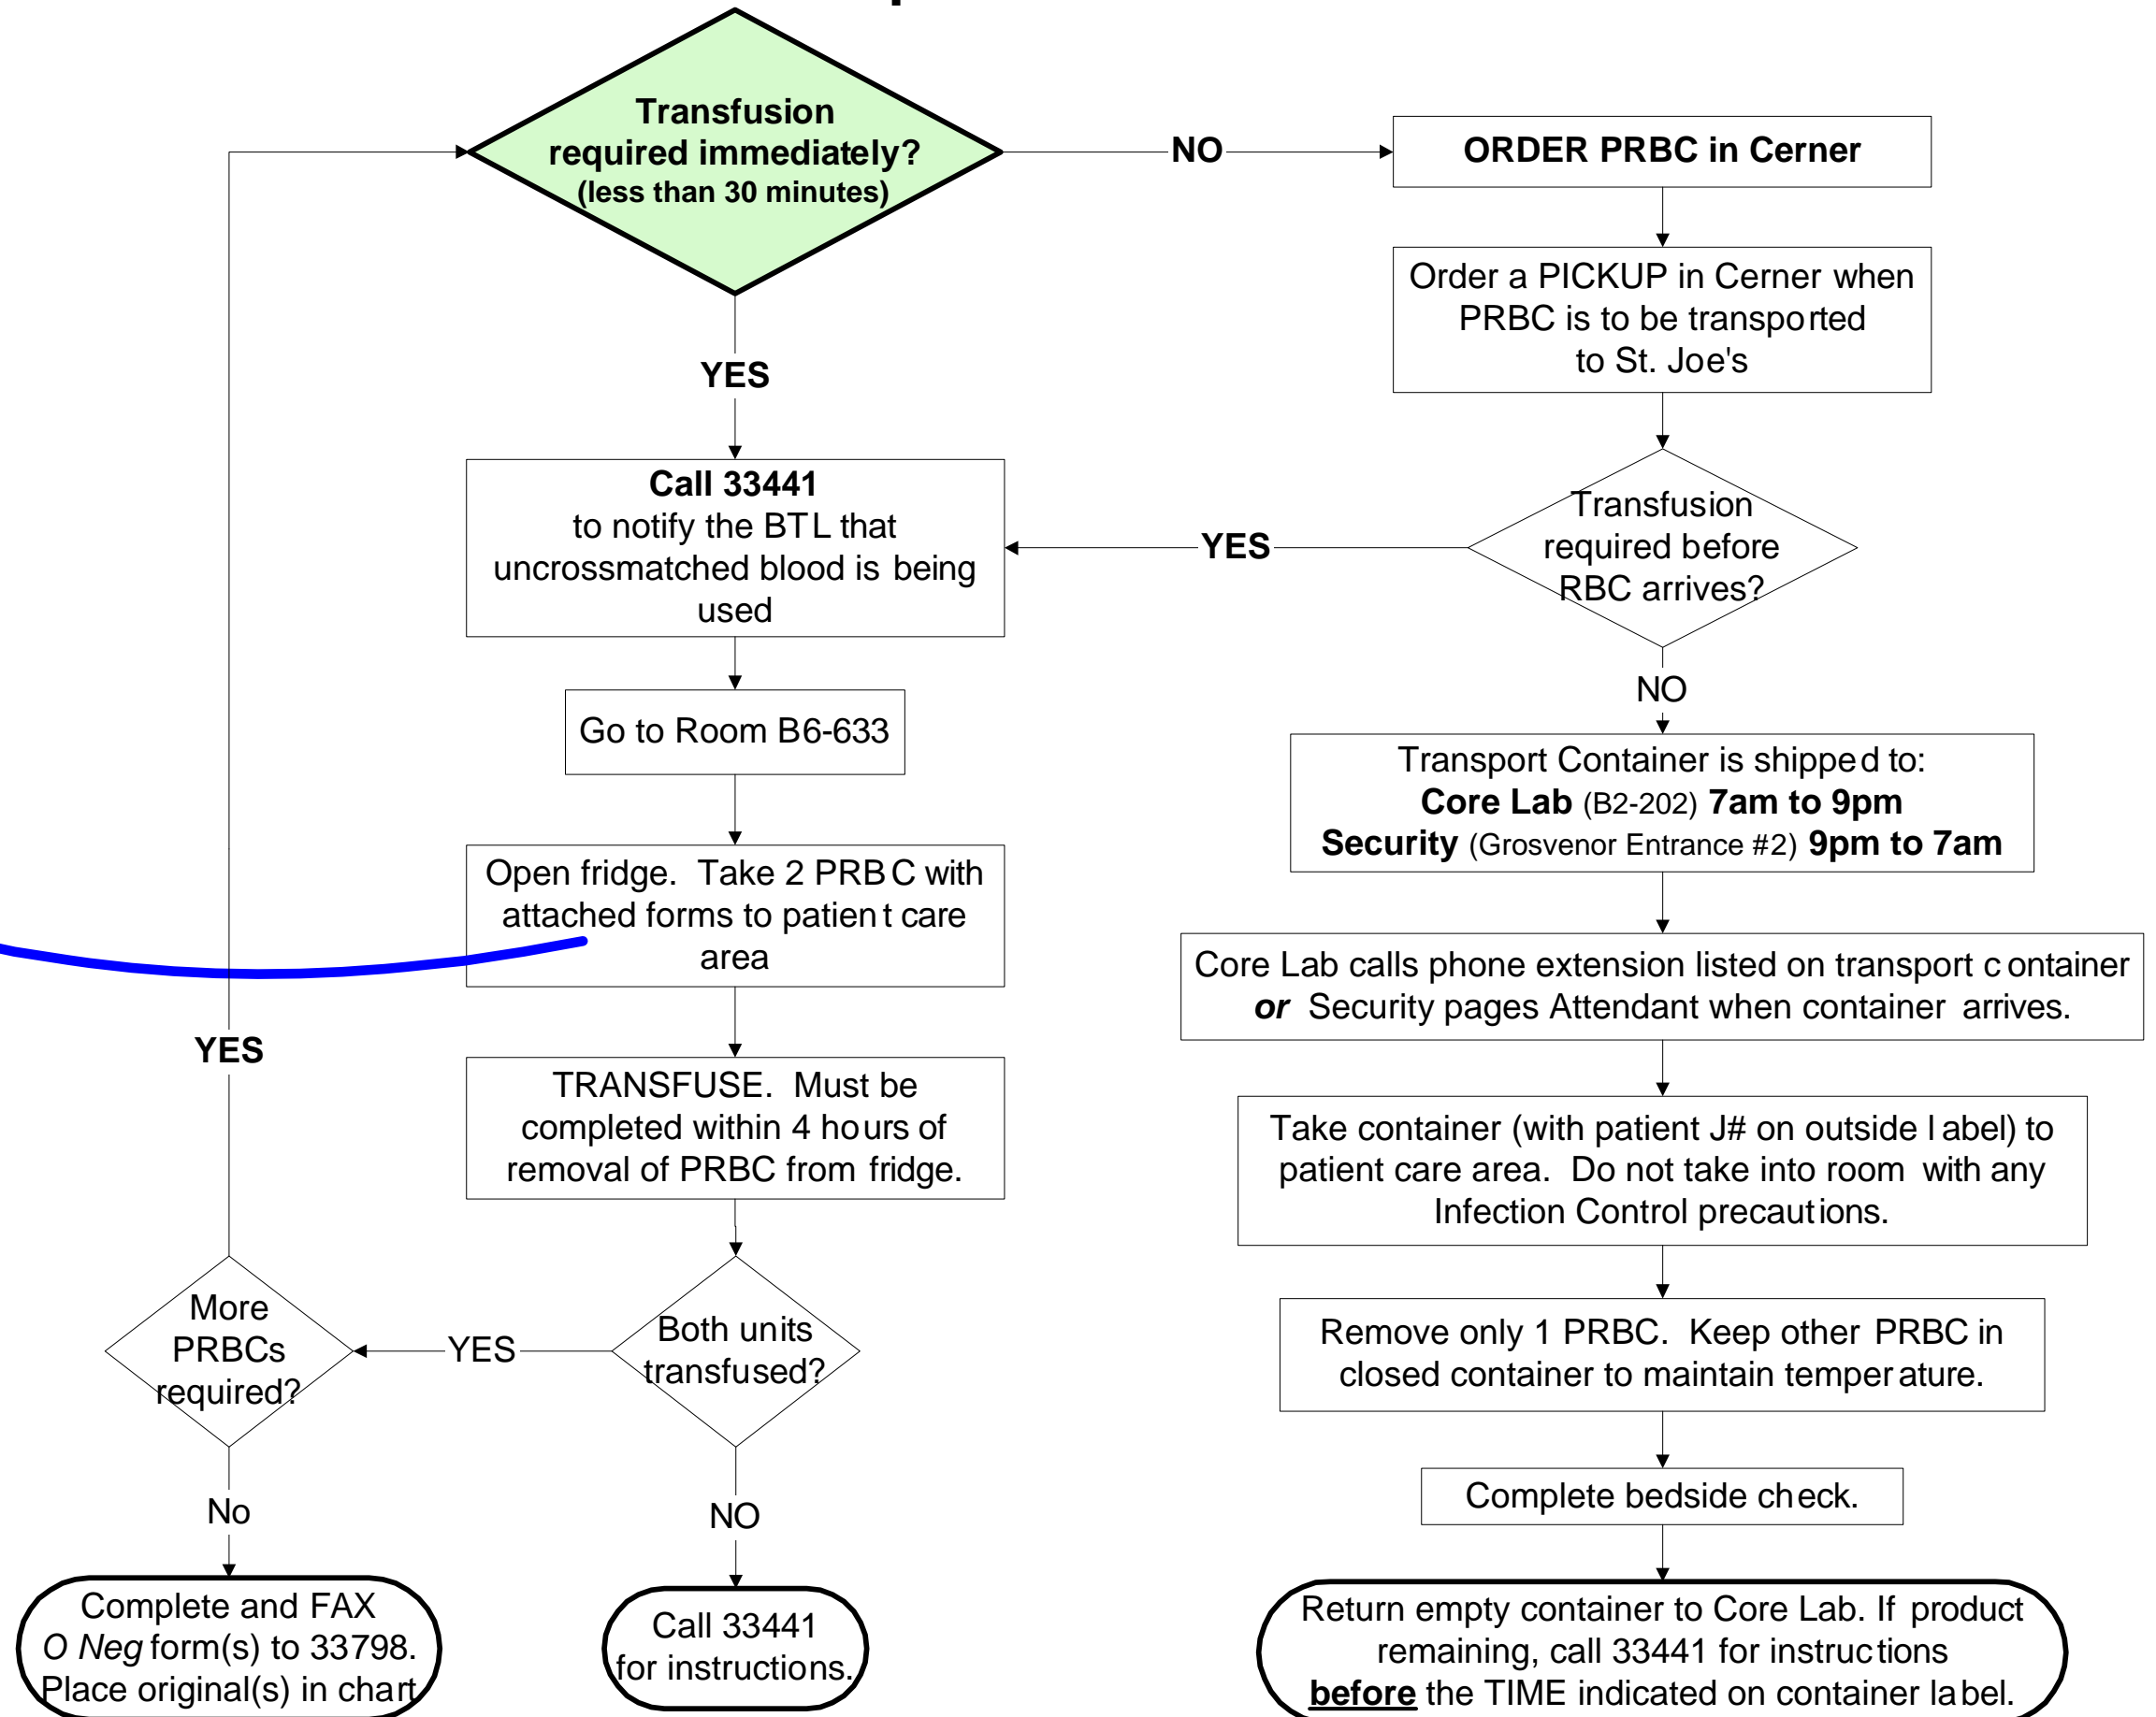 Transfusion
required immediately?
(less than 30 minutes)
NO
ORDER PRBC in Cerner
Order a PICKUP in Cerner when
PRBC is to be transported
to St. Joe's
YES
Call 33441
to notify the BTL that
uncrossmatched blood is being
used
YES
Transfusion
required before
RBC arrives?
NO
Go to Room B6-633
Transport Container is shipped to:
Core Lab (B2-202) 7am to 9pm
Security (Grosvenor Entrance #2) 9pm to 7am
Open fridge. Take 2 PRBC with
attached forms to patient care
area
Core Lab calls phone extension listed on transport container
or Security pages Attendant when container arrives.
YES
TRANSFUSE. Must be
completed within 4 hours of
removal of PRBC from fridge.
Take container (with patient J# on outside label) to
patient care area. Do not take into room with any
Infection Control precautions.
More
PRBCs
required?
YES
Both units
transfused?
Remove only 1 PRBC. Keep other PRBC in
closed container to maintain temperature.
No
NO
Complete bedside check.
Complete and FAX
O Neg form(s) to 33798.
Place original(s) in chart
Call 33441
for instructions.
Return empty container to Core Lab. If product
remaining, call 33441 for instructions
before the TIME indicated on container label.